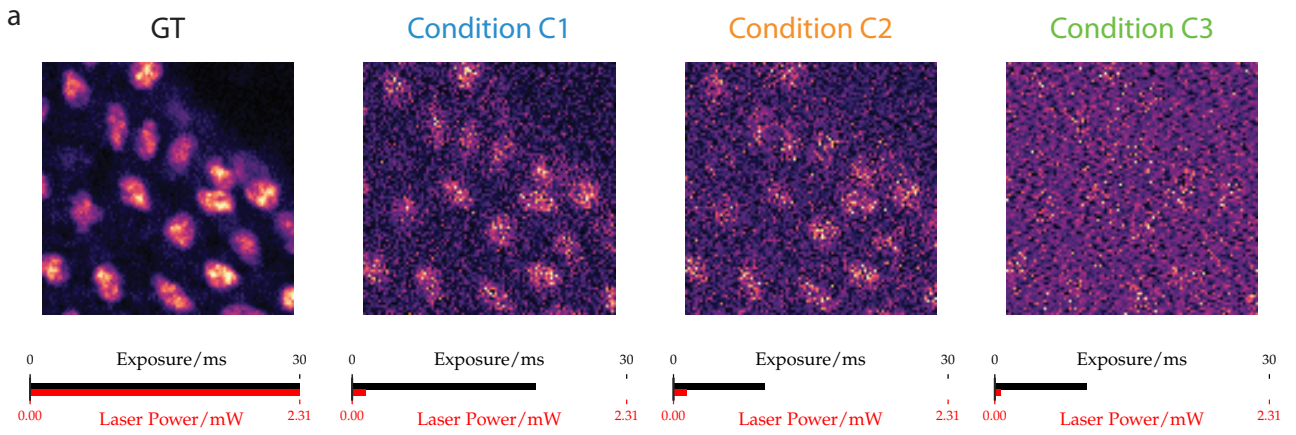 a
GT
Condition C1
Condition C2
Condition C3
0 Exposure/ms 30
0.00 Laser Power/mW 2.31
0 Exposure/ms 30
0.00 Laser Power/mW 2.31
0 Exposure/ms 30
0.00 Laser Power/mW 2.31
0 Exposure/ms 30
0.00 Laser Power/mW 2.31